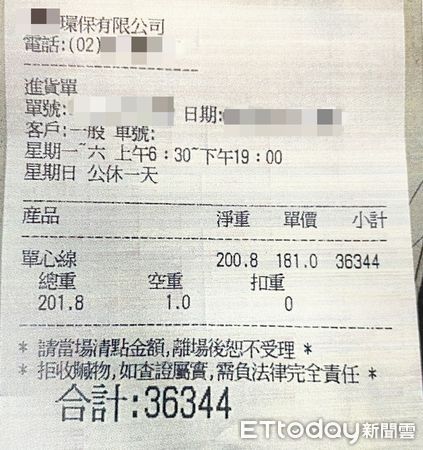 環保有限公司
電話:(02)
進貨單
單號: 日期:
客戶:一般 車號:
星期一~六 上午6:30~下午19:00
星期日 公休一天
產品 淨重 單價 小計
單心線 200.8 181.0 36344
總重 空重 扣重
201.8 1.0 0
* 請當場清點金額,離場後恕不受理 *
* 拒收贓物,如查證屬實,需負法律完全責任 *
合計:36344
ETtoday新聞雲